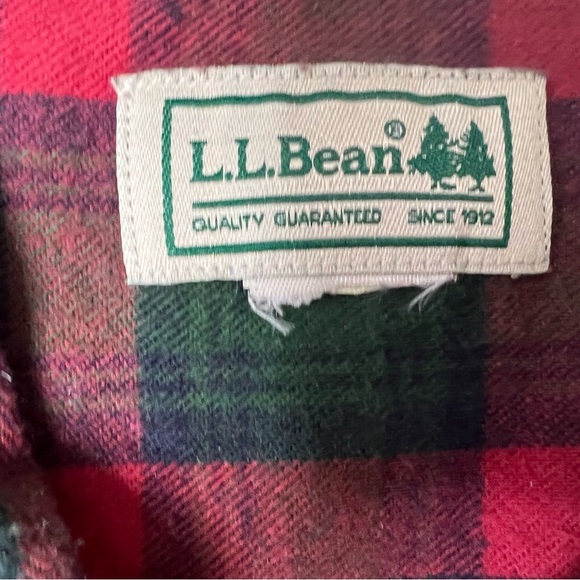 L.L.Bean®
QUALITY GUARANTEED SINCE 1912